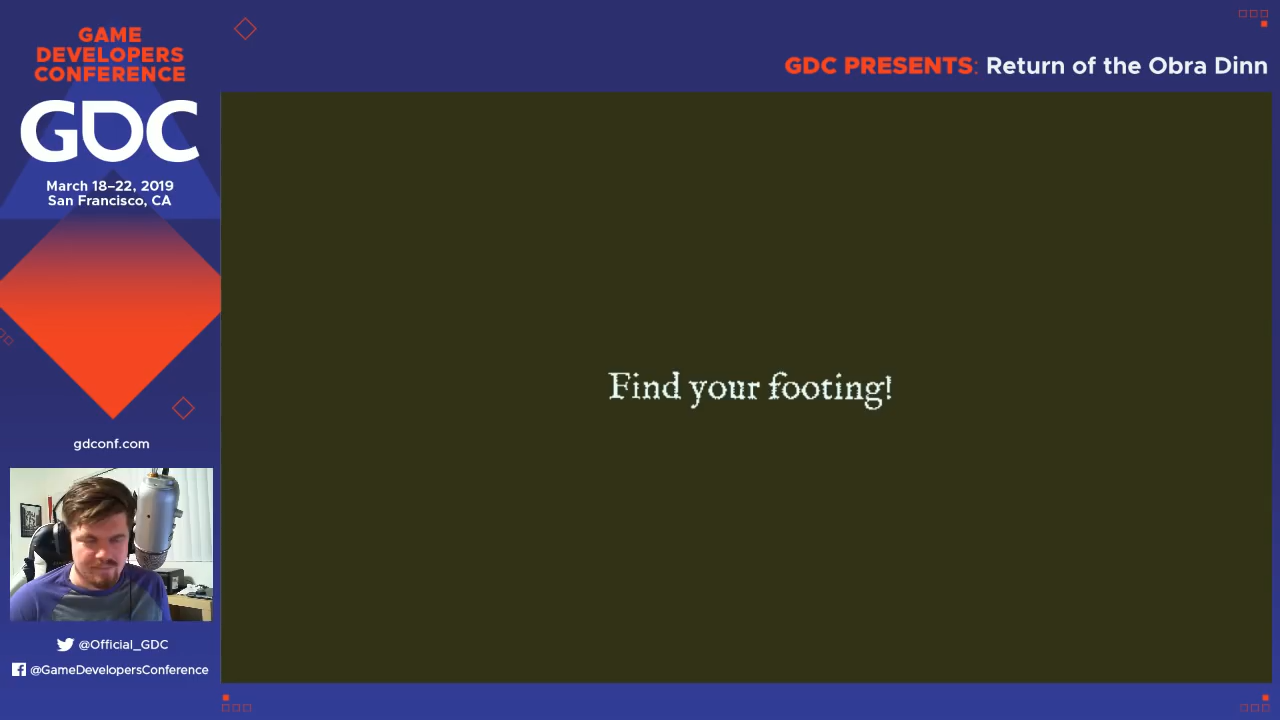 GAME
DEVELOPERS
CONFERENCE
GDC
March 18–22, 2019
San Francisco, CA
gdconf.com
@Official_GDC
@GameDevelopersConference
GDC PRESENTS: Return of the Obra Dinn
Find your footing!